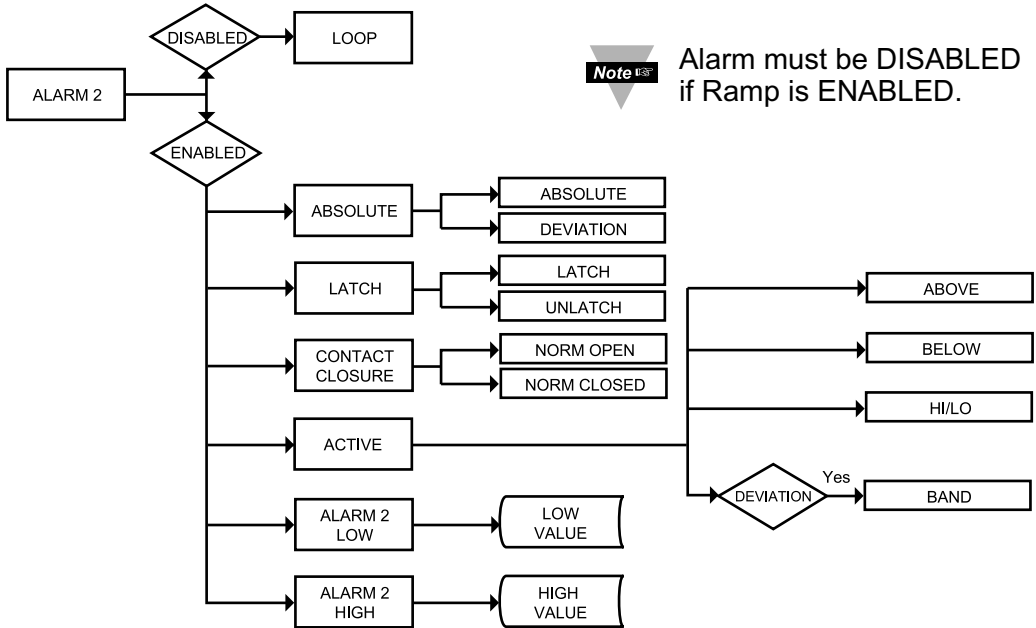 DISABLED
LOOP
Note
Alarm must be DISABLED
if Ramp is ENABLED.
ALARM 2
ENABLED
ABSOLUTE
ABSOLUTE
DEVIATION
LATCH
LATCH
UNLATCH
CONTACT
CLOSURE
NORM OPEN
NORM CLOSED
ACTIVE
ABOVE
BELOW
HI/LO
DEVIATION
Yes
BAND
ALARM 2
LOW
LOW
VALUE
ALARM 2
HIGH
HIGH
VALUE